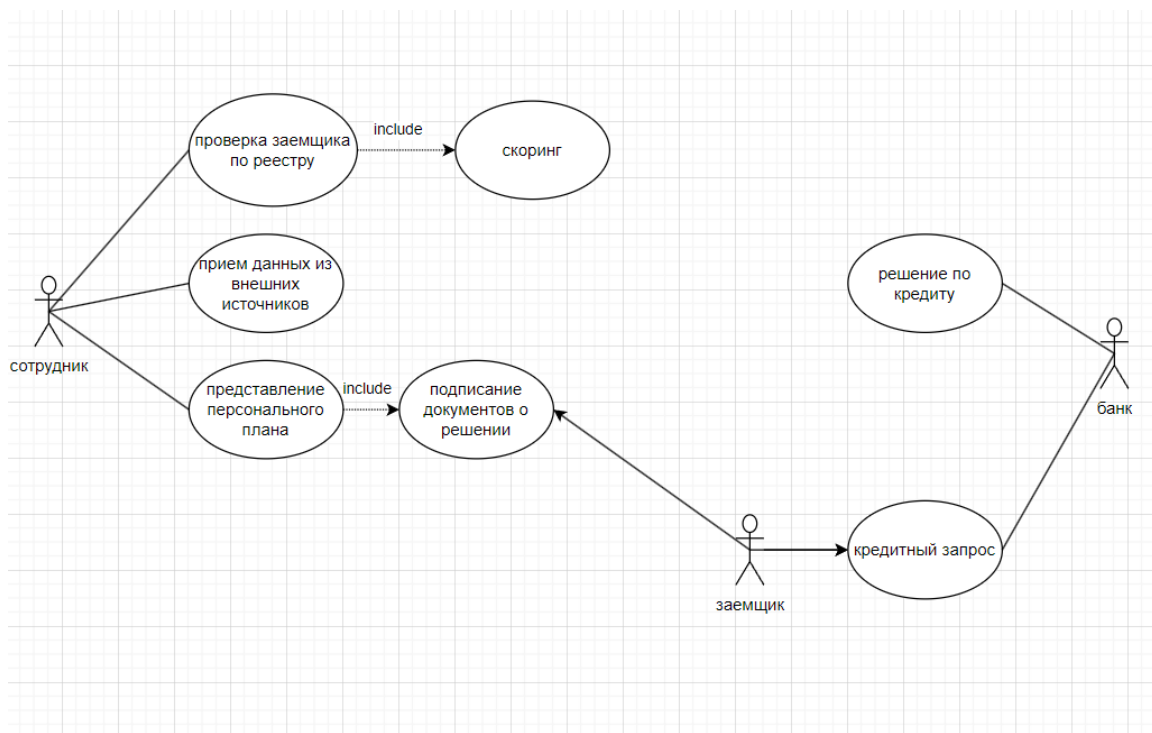 проверка заемщика
по реестру
include
скоринг
прием данных из
внешних
источников
решение по
кредиту
сотрудник
представление
персонального
плана
include
подписание
документов о
решении
банк
кредитный запрос
заемщик